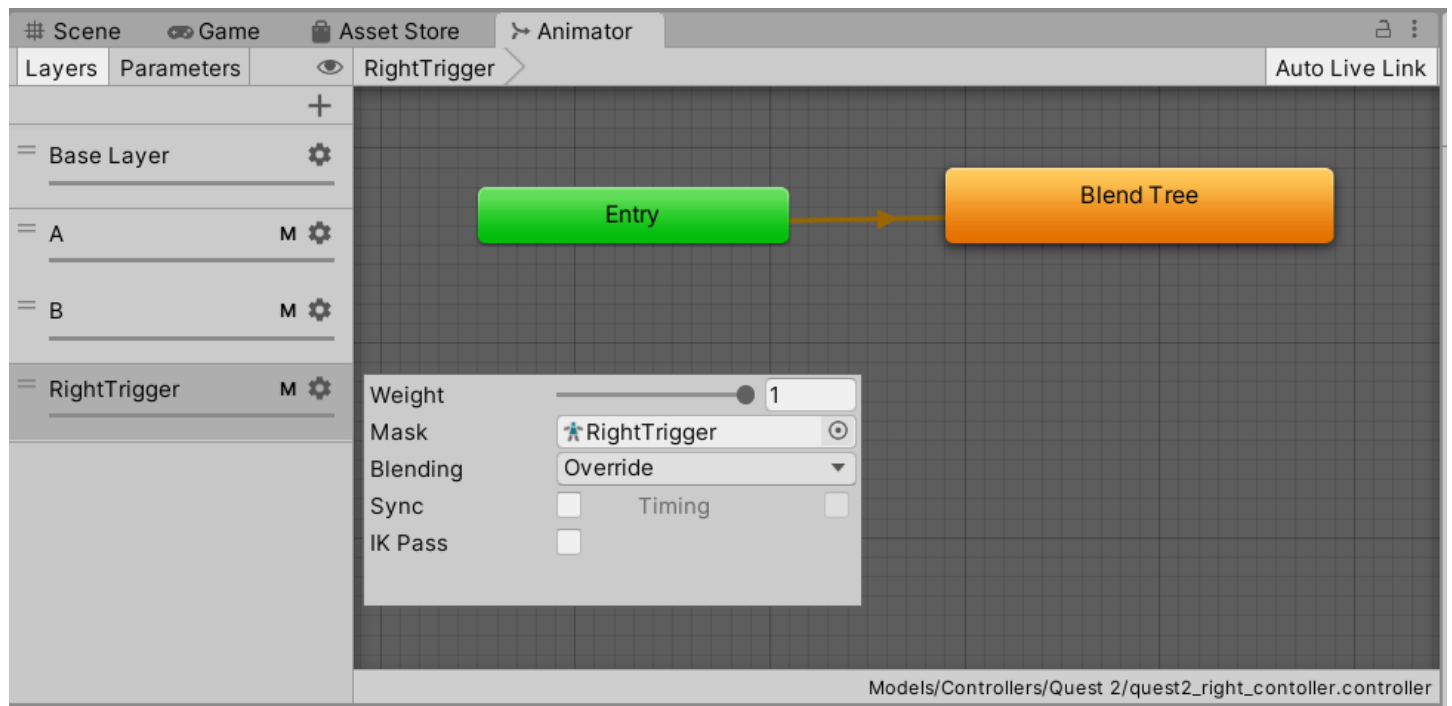 Scene Game Asset Store Animator
Layers Parameters RightTrigger Auto Live Link
Base Layer
A M
B M
RightTrigger M
Entry
Blend Tree
Weight 1
Mask RightTrigger
Blending Override
Sync Timing
IK Pass
Models/Controllers/Quest 2/quest2_right_contoller.controller